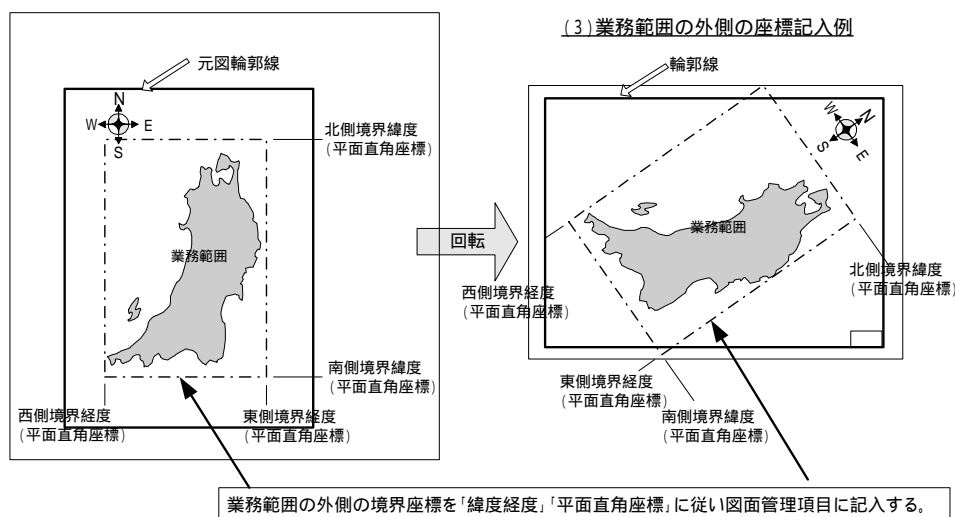 (3)業務範囲の外側の座標記入例
元図輪郭線
N
W
E
S
北側境界緯度
(平面直角座標)
業務範囲
南側境界緯度
(平面直角座標)
西側境界経度
(平面直角座標)
東側境界経度
(平面直角座標)
回転
輪郭線
W
N
S
E
業務範囲
北側境界緯度
(平面直角座標)
西側境界経度
(平面直角座標)
東側境界経度
(平面直角座標)
南側境界緯度
(平面直角座標)
業務範囲の外側の境界座標を「緯度経度」「平面直角座標」に従い図面管理項目に記入する。